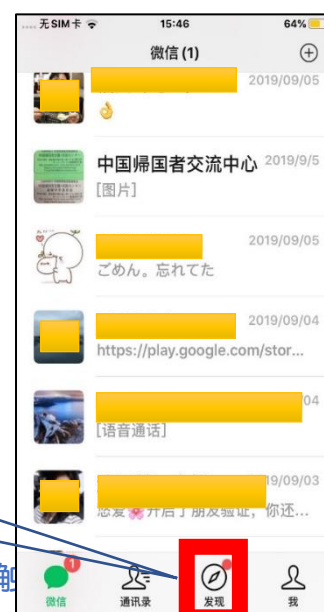 无SIM卡 15:46 64%
微信(1)
2019/09/05
👌
中国帰国者交流中心 2019/9/5
[图片]
2019/09/05
ごめん。忘れてた
2019/09/04
https://play.google.com/stor...
04
[语音通话]
19/09/03
恋爱🌸开启了朋友验证，你还...
触
1
微信 通讯录 发现 我